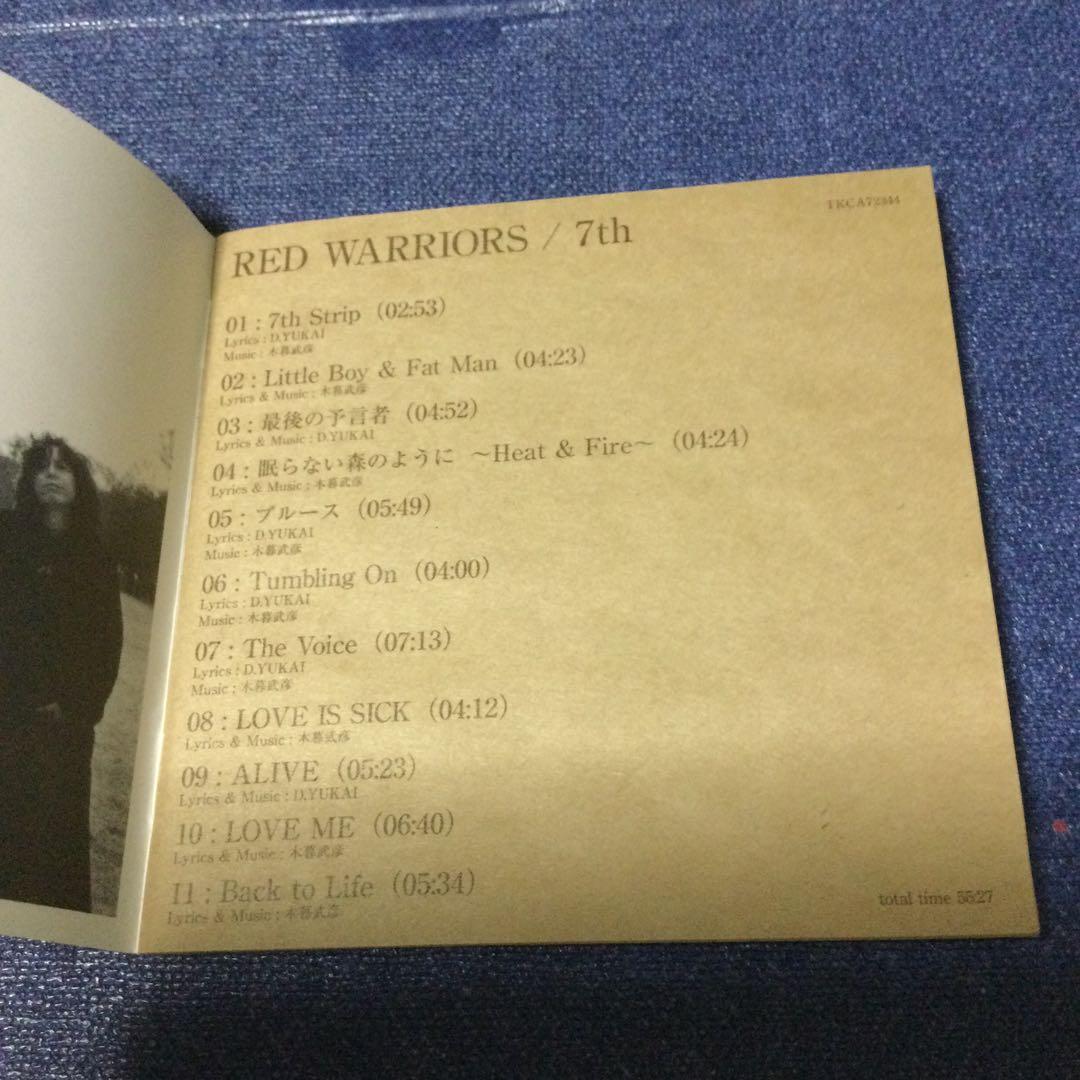 TKCA72344
RED WARRIORS / 7th
01 : 7th Strip (02:53)
Lyrics : D.YUKAI
Music : 木暮武彦
02 : Little Boy & Fat Man (04:23)
Lyrics & Music : 木暮武彦
03 : 最後の予言者 (04:52)
Lyrics & Music : D.YUKAI
04 : 眠らない森のように ～Heat & Fire～ (04:24)
Lyrics & Music : 木暮武彦
05 : ブルース (05:49)
Lyrics : D.YUKAI
Music : 木暮武彦
06 : Tumbling On (04:00)
Lyrics : D.YUKAI
Music : 木暮武彦
07 : The Voice (07:13)
Lyrics : D.YUKAI
Music : 木暮武彦
08 : LOVE IS SICK (04:12)
Lyrics & Music : 木暮武彦
09 : ALIVE (05:23)
Lyrics & Music : D.YUKAI
10 : LOVE ME (06:40)
Lyrics & Music : 木暮武彦
11 : Back to Life (05:34)
Lyrics & Music : 木暮武彦
total time 55:27